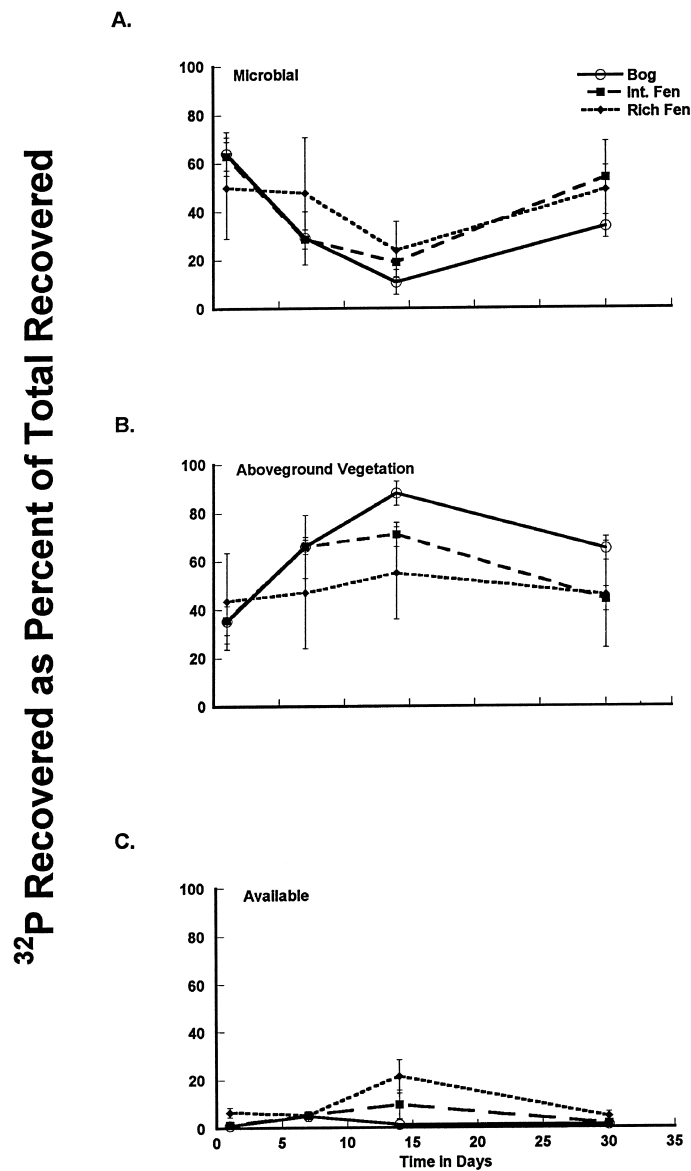 A.
100
80
60
40
20
0
Microbial
Bog
Int. Fen
Rich Fen
³²P Recovered as Percent of Total Recovered
B.
100
80
60
40
20
0
Aboveground Vegetation
C.
100
80
60
40
20
0
Available
0 5 10 15 20 25 30 35
Time in Days